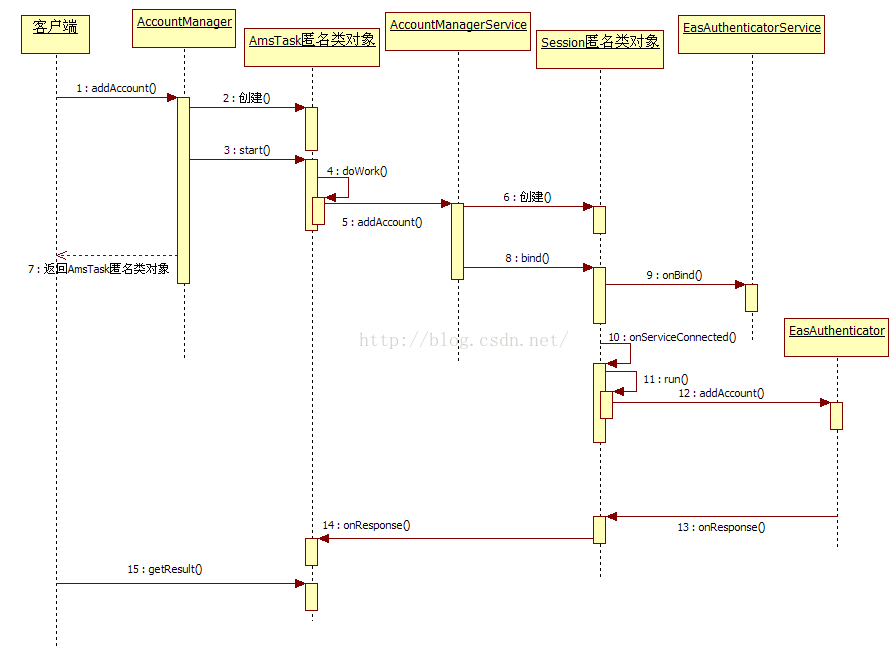 客户端
AccountManager
AmsTask匿名类对象
AccountManagerService
Session匿名类对象
EasAuthenticatorService
1 : addAccount()
2 : 创建()
3 : start()
4 : doWork()
5 : addAccount()
6 : 创建()
7 : 返回AmsTask匿名类对象
8 : bind()
9 : onBind()
http://blog.csdn.net/
10 : onServiceConnected()
EasAuthenticator
11 : run()
12 : addAccount()
13 : onResponse()
14 : onResponse()
15 : getResult()